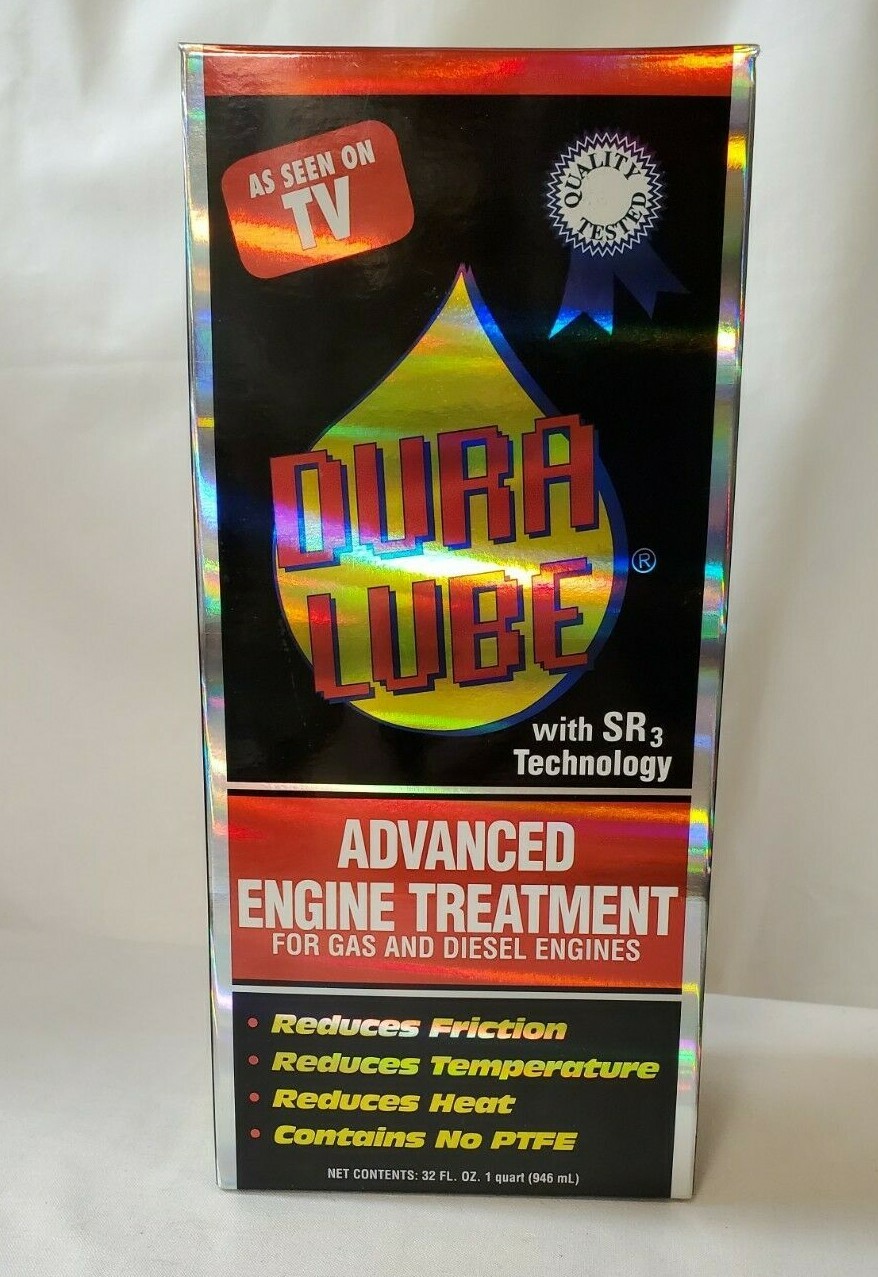 AS SEEN ON
TV
QUALITY
TESTED
DURA
LUBE®
with SR3
Technology
ADVANCED
ENGINE TREATMENT
FOR GAS AND DIESEL ENGINES
• Reduces Friction
• Reduces Temperature
• Reduces Heat
• Contains No PTFE
NET CONTENTS: 32 FL. OZ. 1 quart (946 mL)